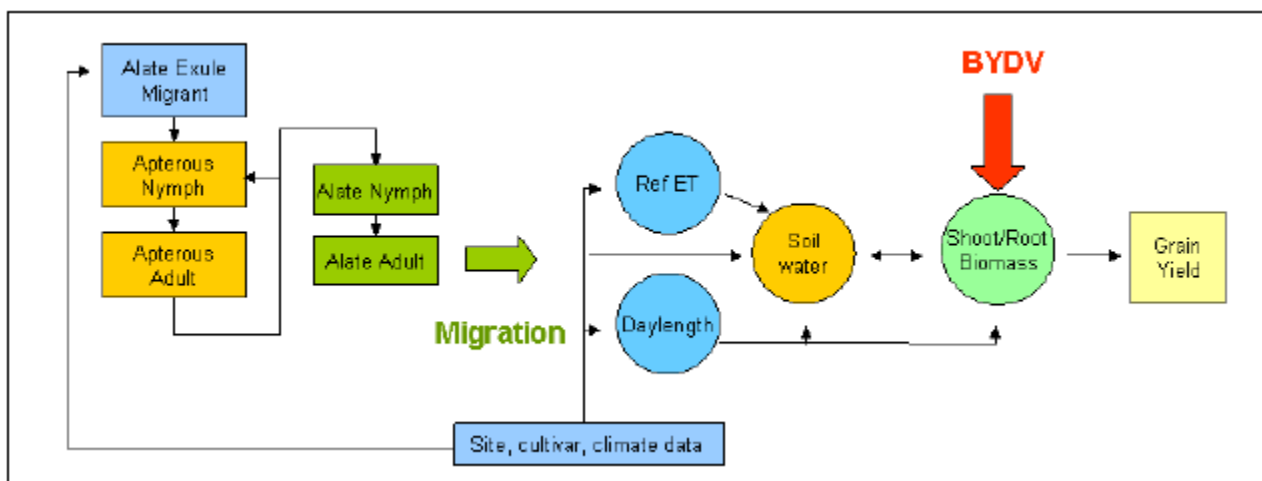 Alate Exule
Migrant
Apterous
Nymph
Apterous
Adult
Alate Nymph
Alate Adult
Migration
Ref ET
Daylength
Soil
water
BYDV
Shoot/Root
Biomass
Grain
Yield
Site, cultivar, climate data